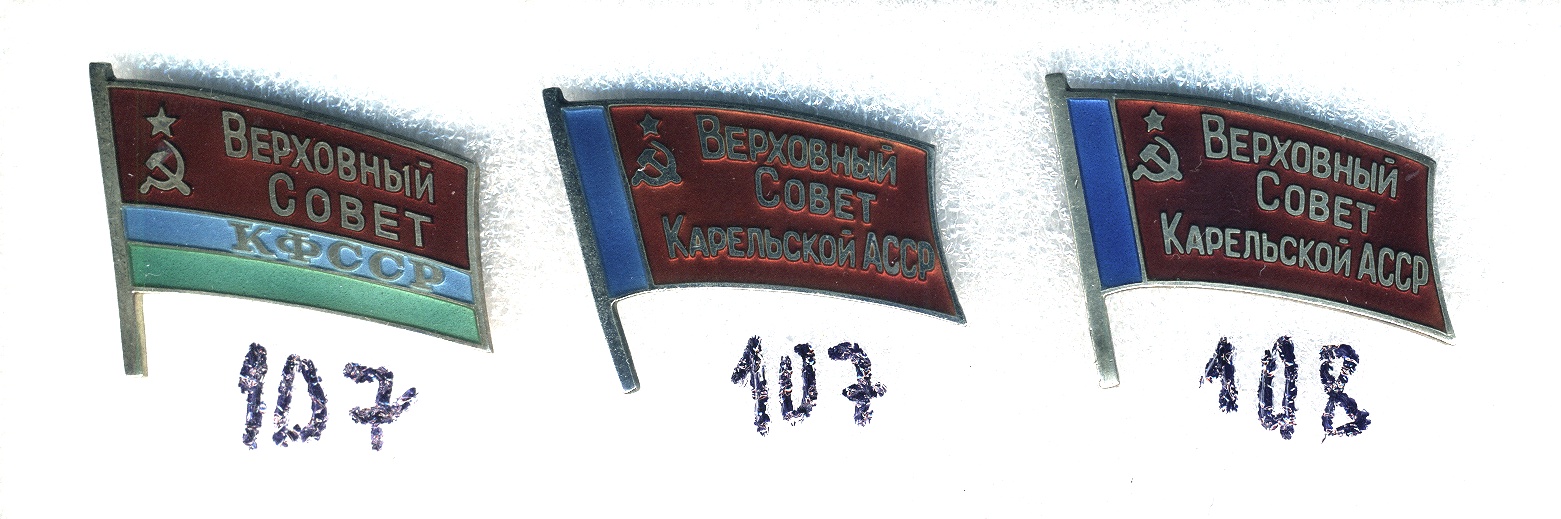 Верховный
Совет
КФССР
107
Верховный
Совет
Карельской АССР
107
Верховный
Совет
Карельской АССР
108